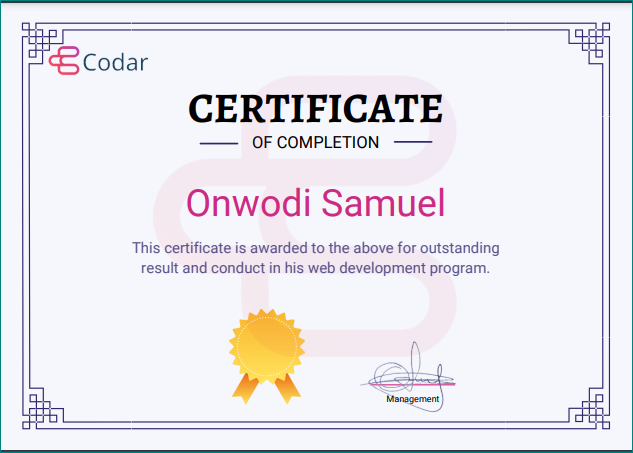 Codar
CERTIFICATE
OF COMPLETION
Onwodi Samuel
This certificate is awarded to the above for outstanding
result and conduct in his web development program.
Management